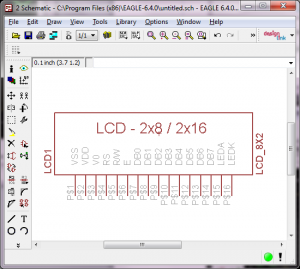 2 Schematic - C:\Program Files (x86)\EAGLE-6.4.0\untitled.sch - EAGLE 6.4.0
File Edit Draw View Tools Library Options Window Help
1/1
design link
0.1 inch (3.7 1.2)
LCD - 2x8 / 2x16
LCD1
LCD_8X2
VSS
VDD
V0
RS
R/W
E
DB0
DB1
DB2
DB3
DB4
DB5
DB6
DB7
LEDA
LEDK
P$1
P$2
P$3
P$4
P$5
P$6
P$7
P$8
P$9
P$10
P$11
P$12
P$13
P$14
P$15
P$16